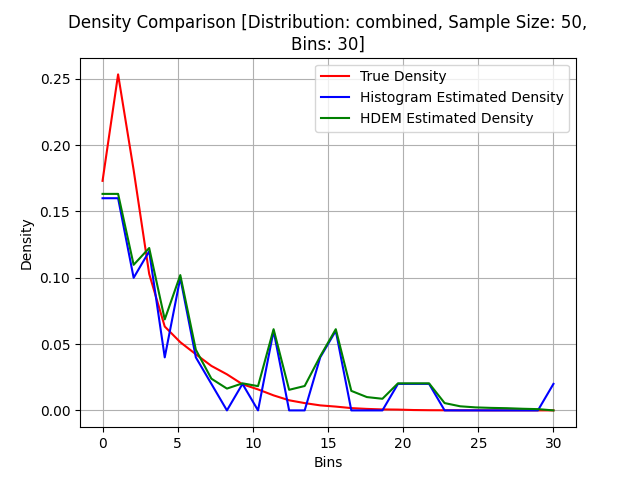 Density Comparison [Distribution: combined, Sample Size: 50,
Bins: 30]
True Density
Histogram Estimated Density
HDEM Estimated Density
Density
0.25
0.20
0.15
0.10
0.05
0.00
0 5 10 15 20 25 30
Bins